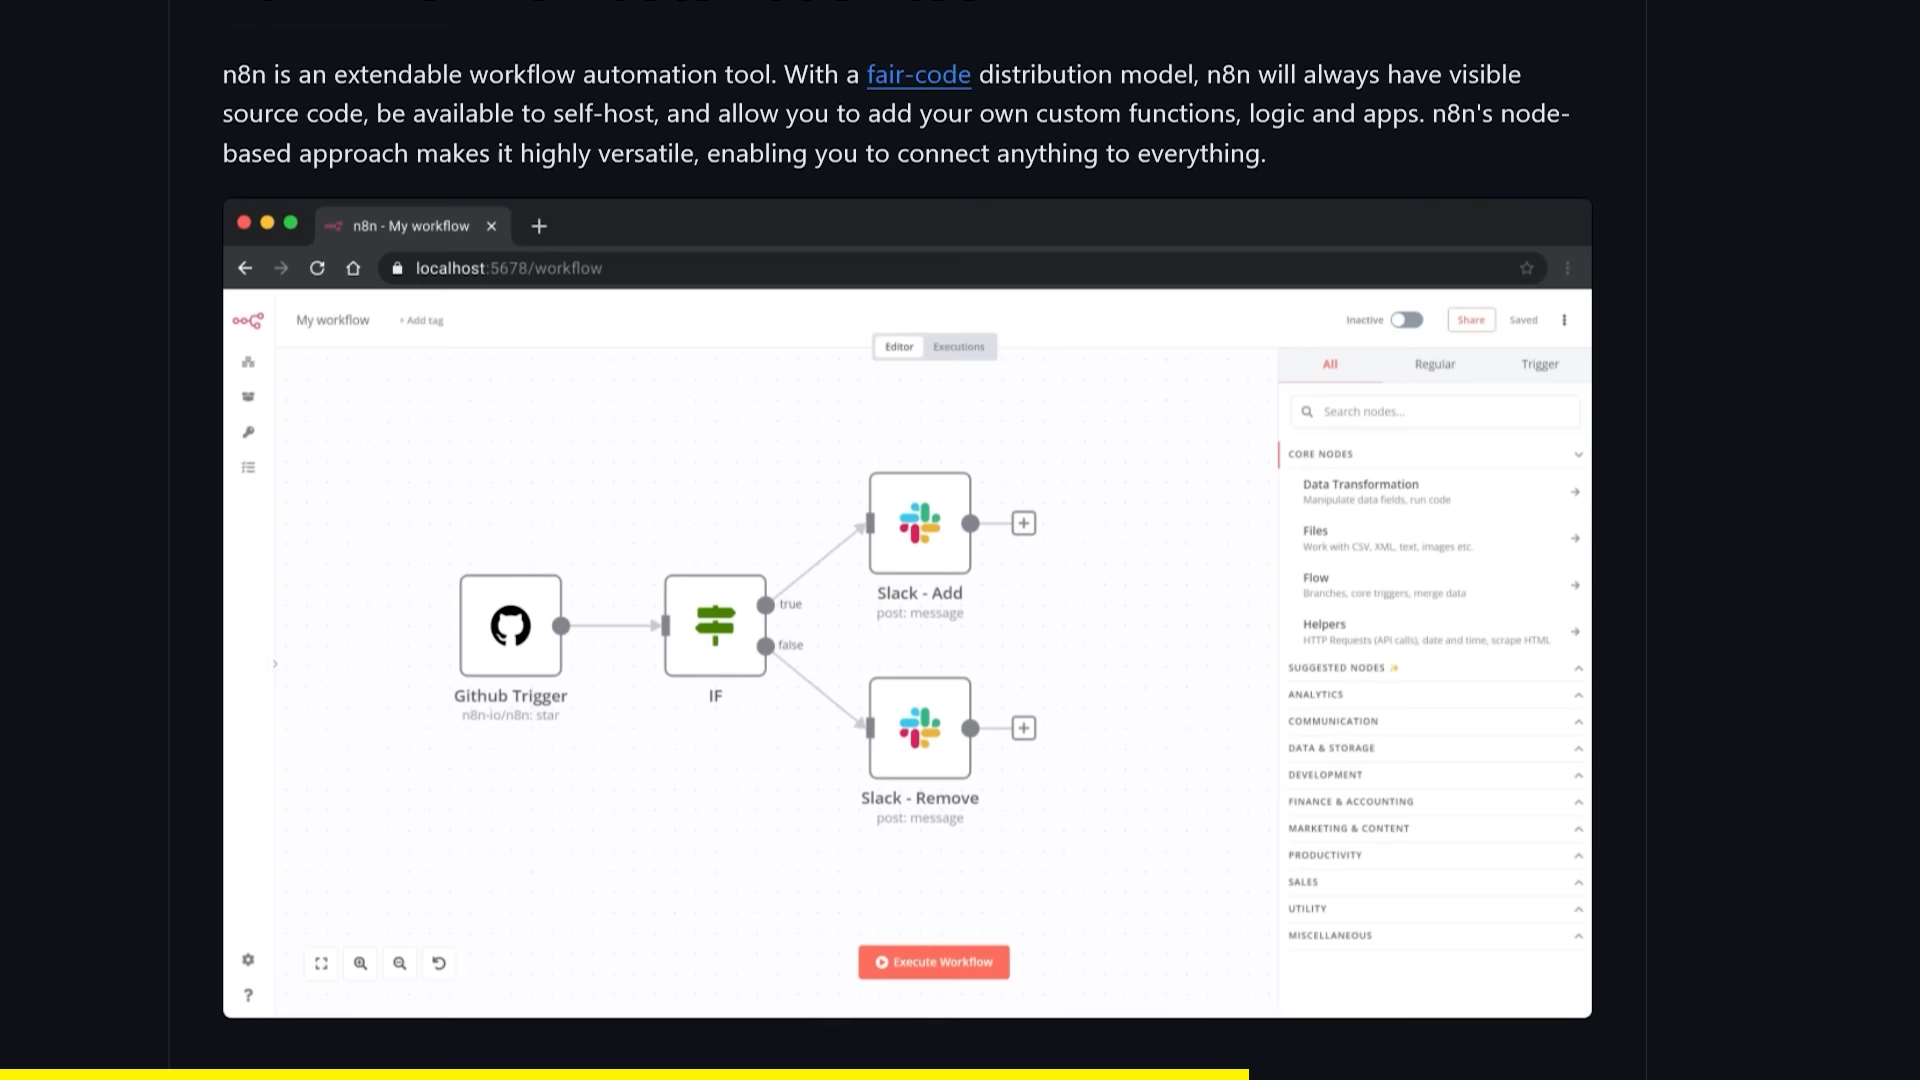 n8n is an extendable workflow automation tool. With a fair-code distribution model, n8n will always have visible
source code, be available to self-host, and allow you to add your own custom functions, logic and apps. n8n's node-
based approach makes it highly versatile, enabling you to connect anything to everything.
n8n - My workflow
localhost:5678/workflow
My workflow
+ Add tag
Inactive
Share
Saved
Editor
Executions
All
Regular
Trigger
Search nodes...
CORE NODES
Data Transformation
Manipulate data fields, run code
Files
Work with CSV, XML, text, images etc.
Flow
Branches, core triggers, merge data
Helpers
HTTP Requests (API calls), date and time, scrape HTML
SUGGESTED NODES
ANALYTICS
COMMUNICATION
DATA & STORAGE
DEVELOPMENT
FINANCE & ACCOUNTING
MARKETING & CONTENT
PRODUCTIVITY
SALES
UTILITY
MISCELLANEOUS
Github Trigger
n8n-io/n8n: star
IF
true
false
Slack - Add
post: message
Slack - Remove
post: message
Execute Workflow
?